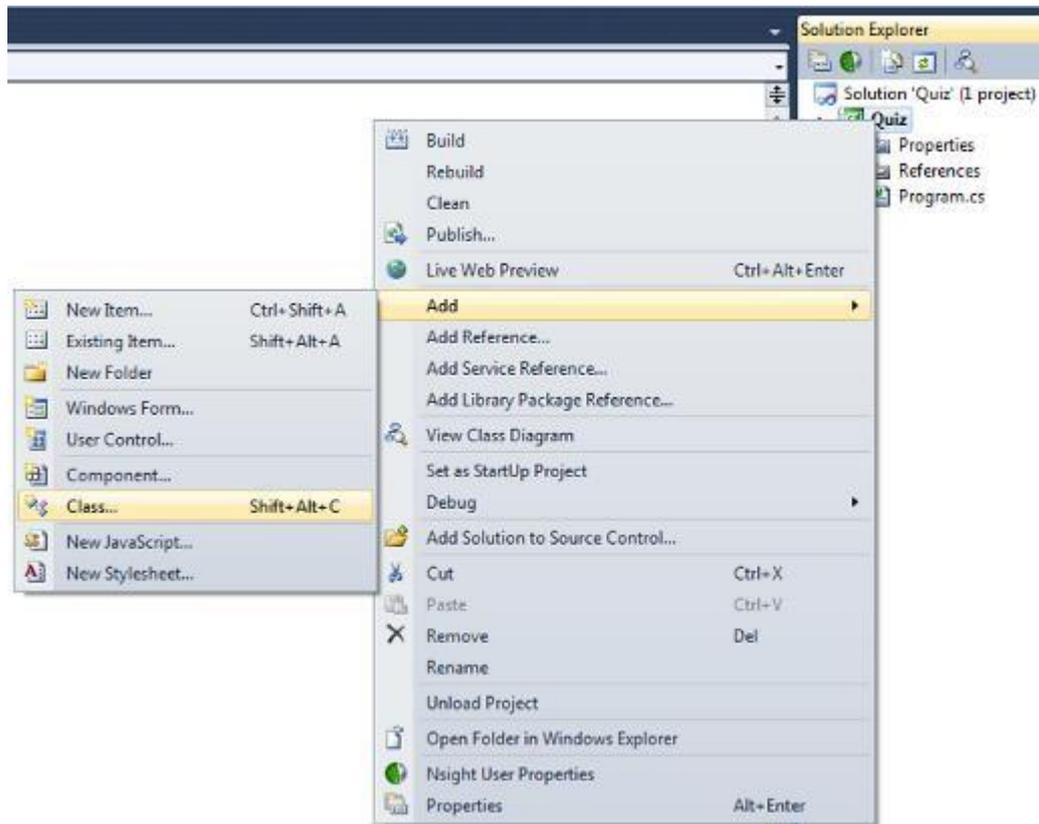 Solution Explorer
Solution 'Quiz' (1 project)
Quiz
Properties
References
Program.cs
Build
Rebuild
Clean
Publish...
Live Web Preview Ctrl+Alt+Enter
Add
Add Reference...
Add Service Reference...
Add Library Package Reference...
View Class Diagram
Set as StartUp Project
Debug
Add Solution to Source Control...
Cut Ctrl+X
Paste Ctrl+V
Remove Del
Rename
Unload Project
Open Folder in Windows Explorer
Nsight User Properties
Properties Alt+Enter
New Item... Ctrl+Shift+A
Existing Item... Shift+Alt+A
New Folder
Windows Form...
User Control...
Component...
Class... Shift+Alt+C
New JavaScript...
New Stylesheet...